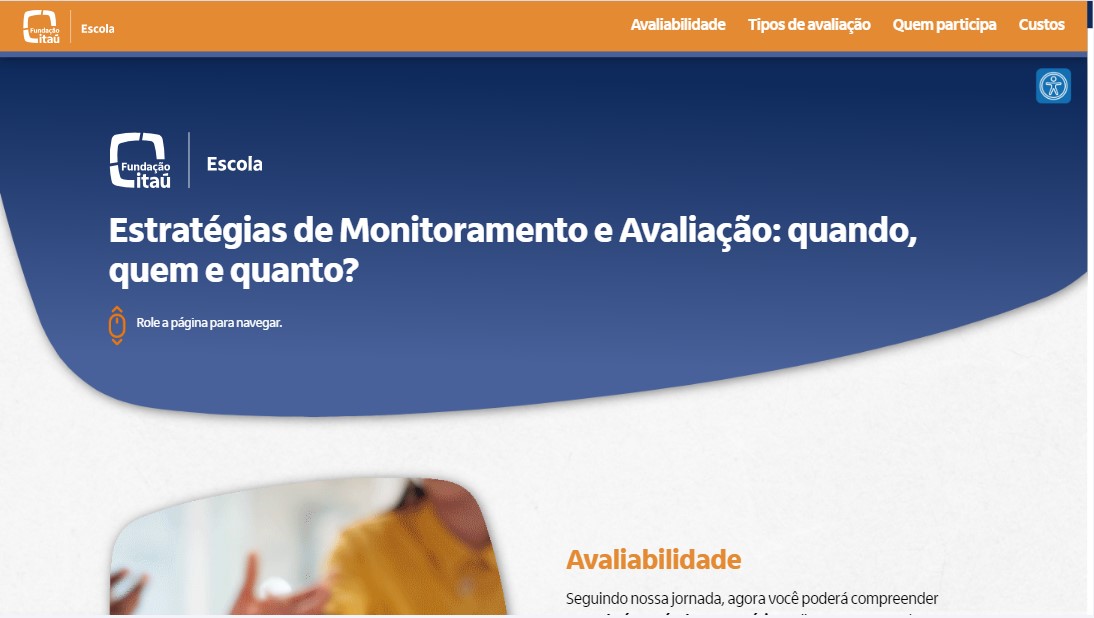 Fundação
itaú
Escola
Avaliabilidade
Tipos de avaliação
Quem participa
Custos
Fundação
itaú
Escola
Estratégias de Monitoramento e Avaliação: quando,
quem e quanto?
Role a página para navegar.
Avaliabilidade
Seguindo nossa jornada, agora você poderá compreender